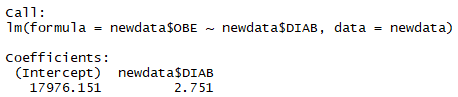 Call:
lm(formula = newdata$OBE ~ newdata$DIAB, data = newdata)
Coefficients:
(Intercept) newdata$DIAB
17976.151 2.751